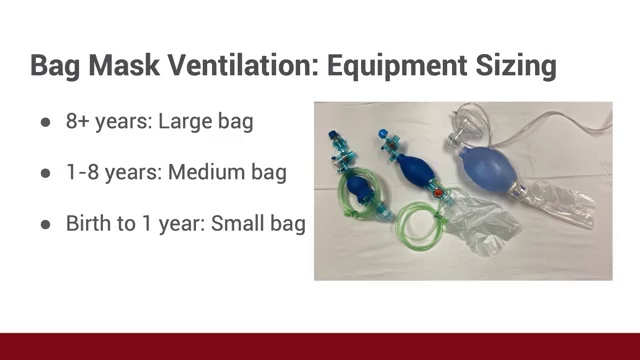 Bag Mask Ventilation: Equipment Sizing
● 8+ years: Large bag
● 1-8 years: Medium bag
● Birth to 1 year: Small bag